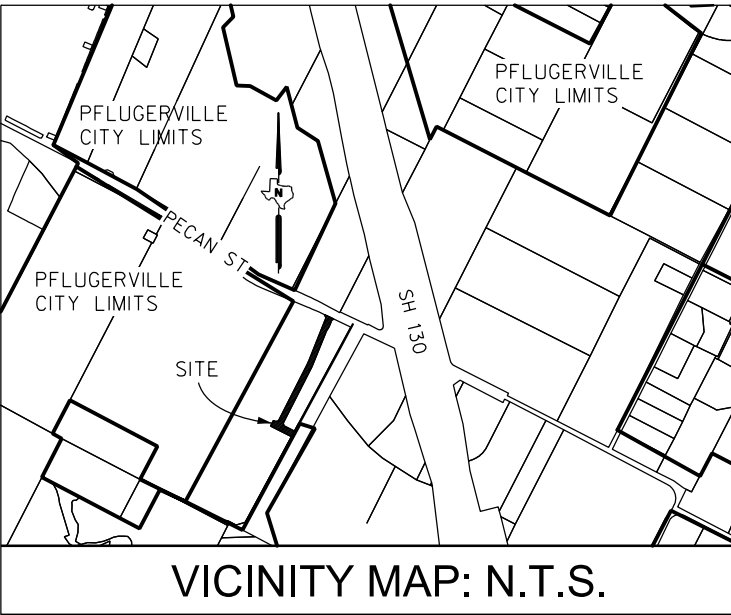 PFLUGERVILLE
CITY LIMITS
PFLUGERVILLE
CITY LIMITS
N
PECAN ST
PFLUGERVILLE
CITY LIMITS
SH 130
SITE
VICINITY MAP: N.T.S.